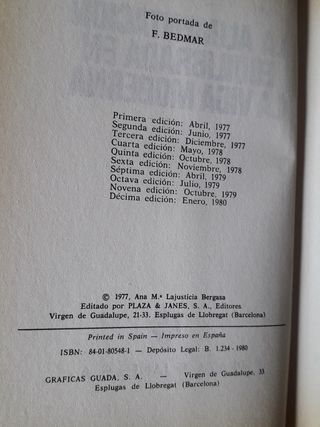 Foto portada de
F. BEDMAR
Primera edición: Abril, 1977
Segunda edición: Junio, 1977
Tercera edición: Diciembre, 1977
Cuarta edición: Mayo, 1978
Quinta edición: Octubre, 1978
Sexta edición: Noviembre, 1978
Séptima edición: Abril, 1979
Octava edición: Julio, 1979
Novena edición: Octubre, 1979
Décima edición: Enero, 1980
© 1977, Ana M.ª Lajusticia Bergasa
Editado por PLAZA & JANES, S. A., Editores
Virgen de Guadalupe, 21-33. Esplugas de Llobregat (Barcelona)
Printed in Spain — Impreso en España
ISBN: 84-01-80548-1 — Depósito Legal: B. 1.234 - 1980
GRAFICAS GUADA, S. A. — Virgen de Guadalupe, 33
Esplugas de Llobregat (Barcelona)